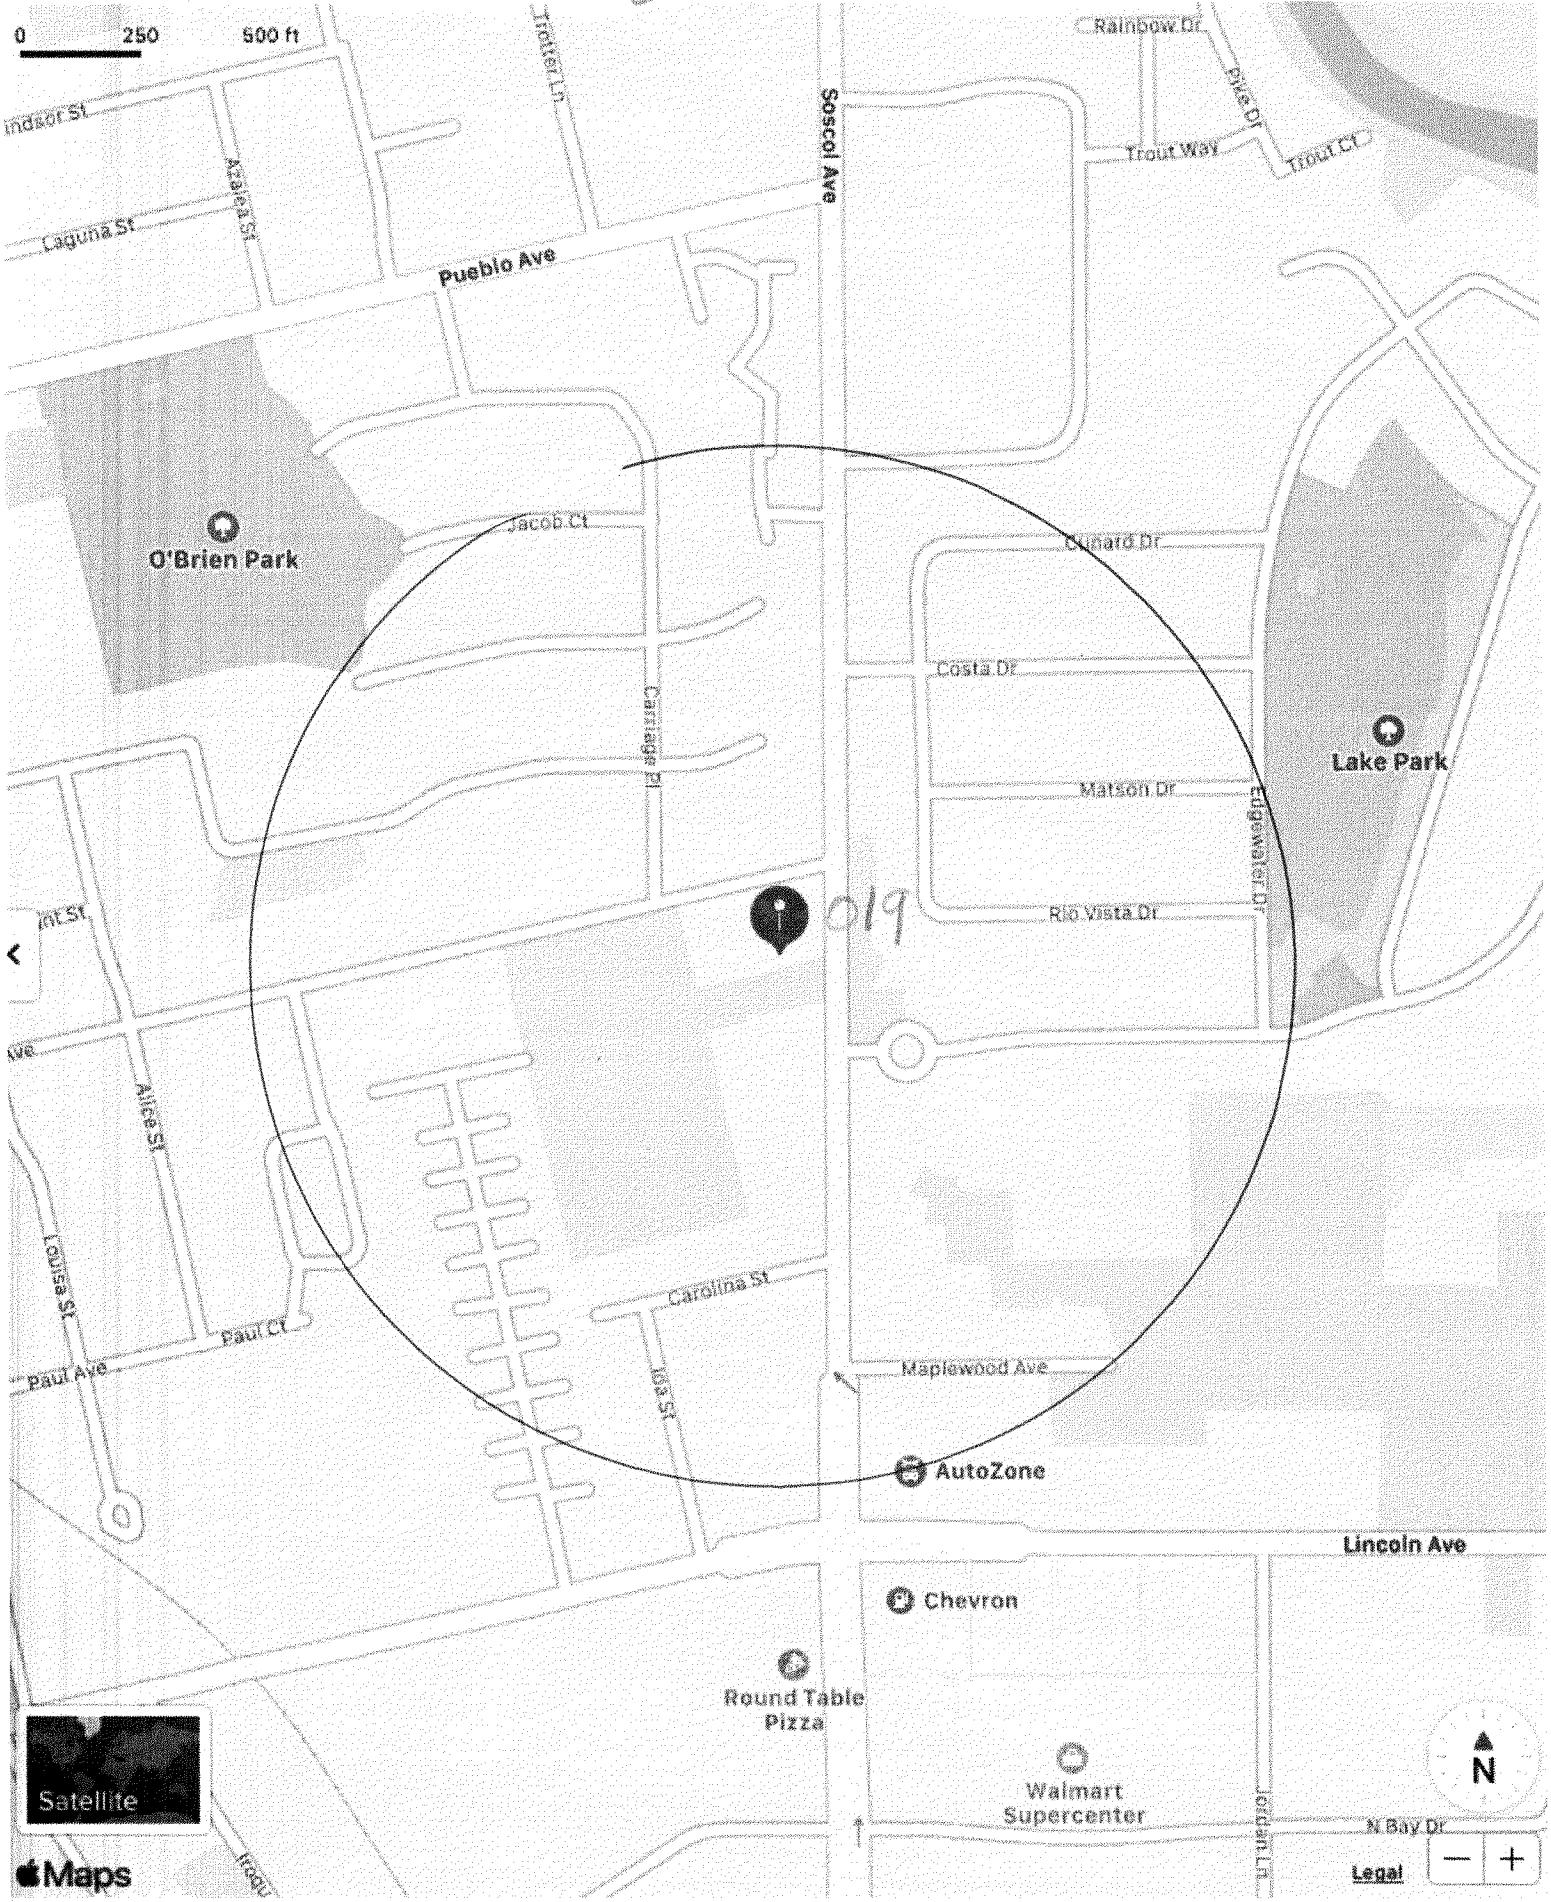 0 250 500 ft
Rainbow Dr
Trotter Ln
Pike Dr
Soscol Ave
indsor St
Trout Way
Trout Ct
Azalea St
Laguna St
Pueblo Ave
Jacob Ct
O'Brien Park
Cunard Dr
Costa Dr
Carriage Pl
Lake Park
Matson Dr
Edgewater Dr
019
Rio Vista Dr
int St
Ave
Alice St
Louisa St
Carolina St
Paul Ct
Paul Ave
Ida St
Maplewood Ave
AutoZone
Lincoln Ave
Chevron
Round Table
Pizza
Walmart
Supercenter
N
Satellite
Jordan Ln
N Bay Dr
Iroqu
Maps
Legal